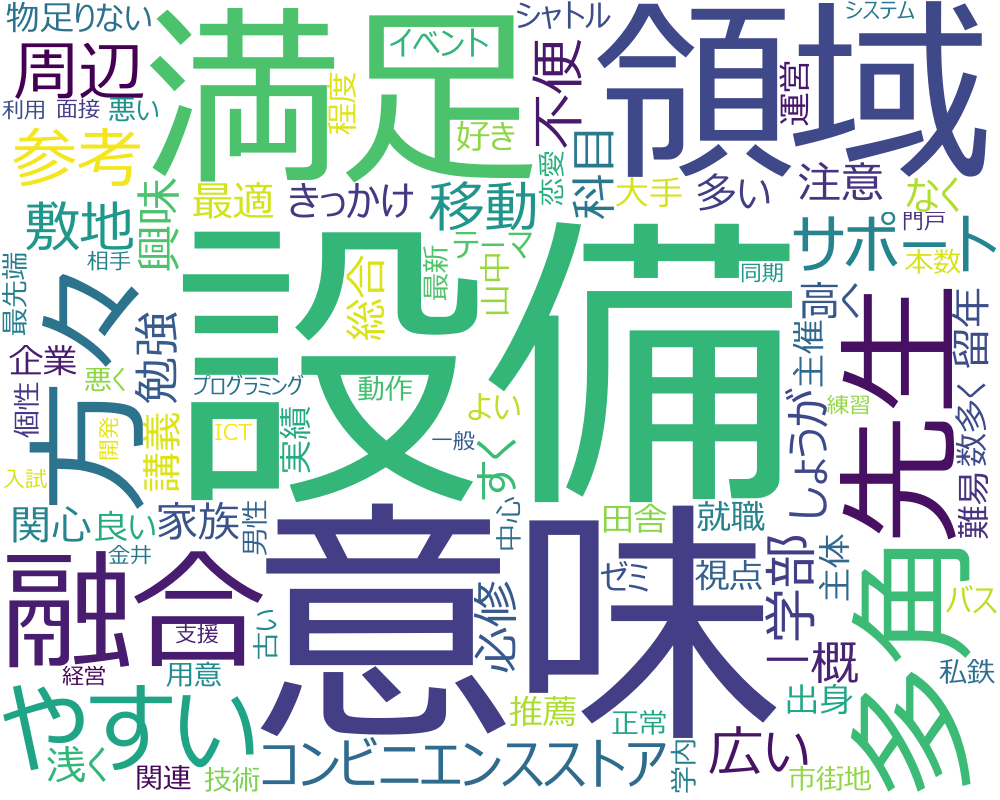 物足りない
満足
イベント
シャトル
領域
システム
周辺
利用
面接
悪い
程度
好き
不便
運営
参考
興味
最適
きっかけ
移動
恋愛
科目
大手
多い
注意
なく
門戸
敷地
相手
テーマ
最新
山中
総合
同期
サポート
本数
最先端
方々
設備
高へ
主催
先生
留年
企業
悪く
勉強
プログラミング
動作
よい
しょうが
練習
個性
開発
講義
ICT
実績
一般
すぐ
数多く
難易
入試
関心
良い
家族
男性
中心
田舎
就職
金井
融合
意味
ゼミ
視点
学部
主体
多角
バス
支援
古い
必修
一概
私鉄
経営
用意
やすい
推薦
正常
出身
浅く
関連
技術
コンビニエンスストア
学内
広い
市街地